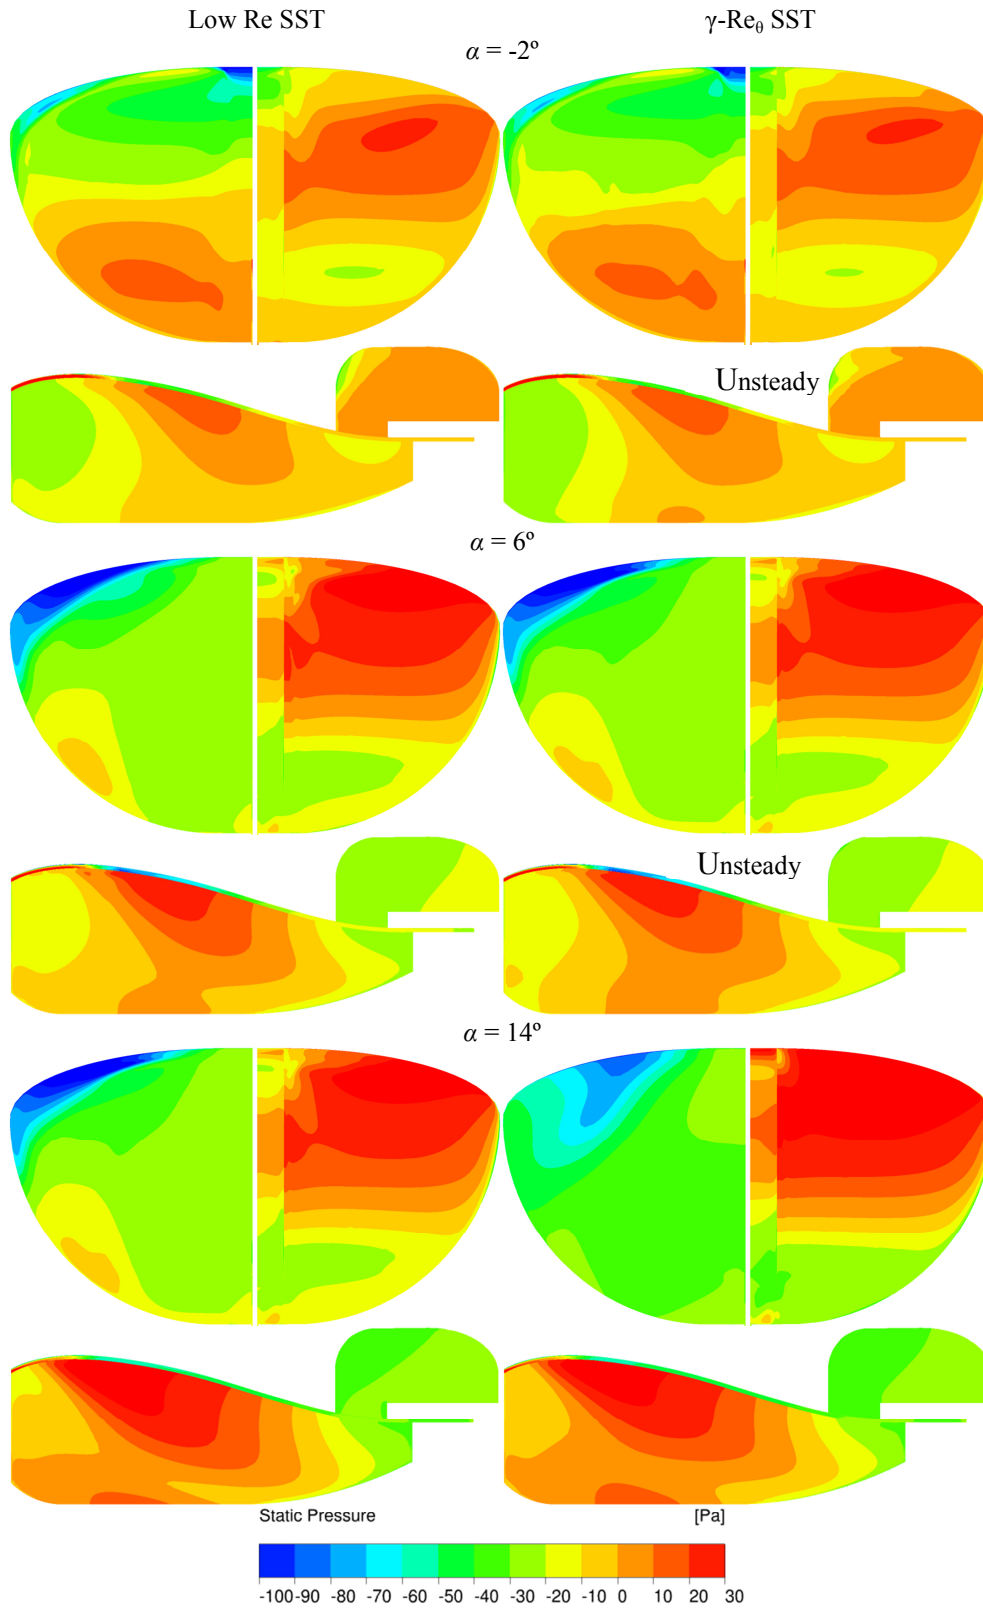 Low Re SST γ-Reθ SST
α = -2º
Unsteady
α = 6º
Unsteady
α = 14º
Static Pressure [Pa]
-100 -90 -80 -70 -60 -50 -40 -30 -20 -10 0 10 20 30